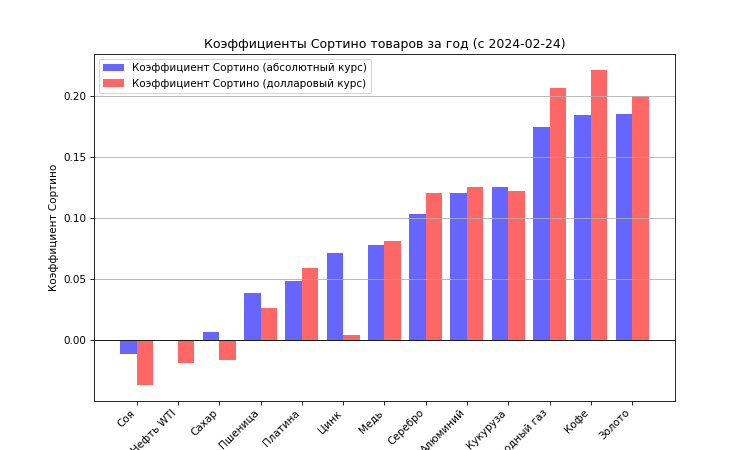 Коэффициенты Сортино товаров за год (с 2024-02-24)
Коэффициент Сортино (абсолютный курс)
Коэффициент Сортино (долларовый курс)
Коэффициент Сортино
0.20
0.15
0.10
0.05
0.00
Соя
Нефть WTI
Сахар
Пшеница
Платина
Цинк
Медь
Серебро
Алюминий
Кукуруза
газ
Кофе
Золото